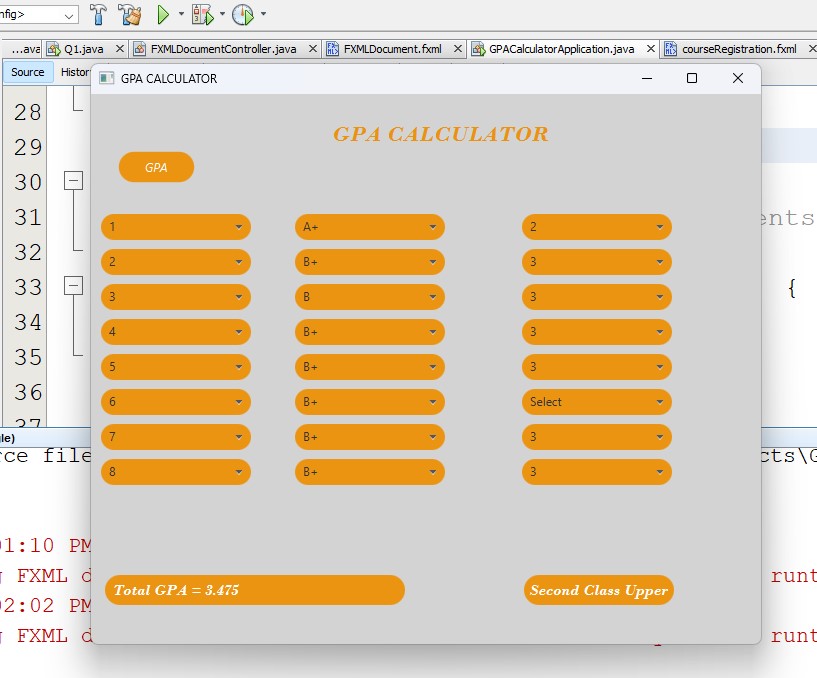 nfig>
...ava Q1.java FXMLDocumentController.java FXMLDocument.fxml GPACalculatorApplication.java courseRegistration.fxml
Source Histor
GPA CALCULATOR
GPA CALCULATOR
GPA
1 A+ 2
2 B+ 3
3 B 3
4 B+ 3
5 B+ 3
6 B+ Select
7 B+ 3
8 B+ 3
Total GPA = 3.475 Second Class Upper
28
29
30
31 ents
32
33 {
34
35
36
37
le)
rce file cts\G
01:10 PM
g FXML d runt
02:02 PM
g FXML d runt